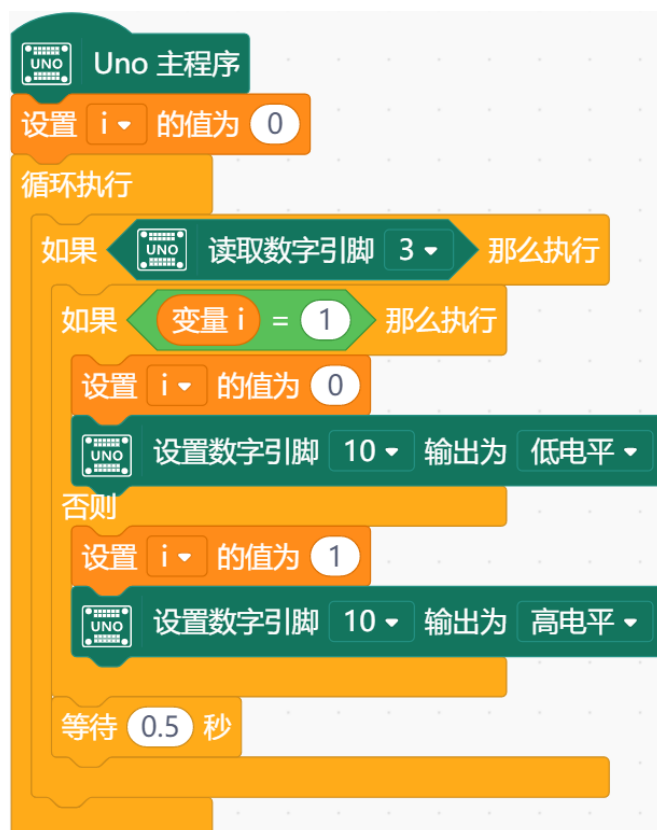 UNO Uno 主程序
设置 i 的值为 0
循环执行
如果 UNO 读取数字引脚 3 那么执行
如果 变量 i = 1 那么执行
设置 i 的值为 0
UNO 设置数字引脚 10 输出为 低电平
否则
设置 i 的值为 1
UNO 设置数字引脚 10 输出为 高电平
等待 0.5 秒